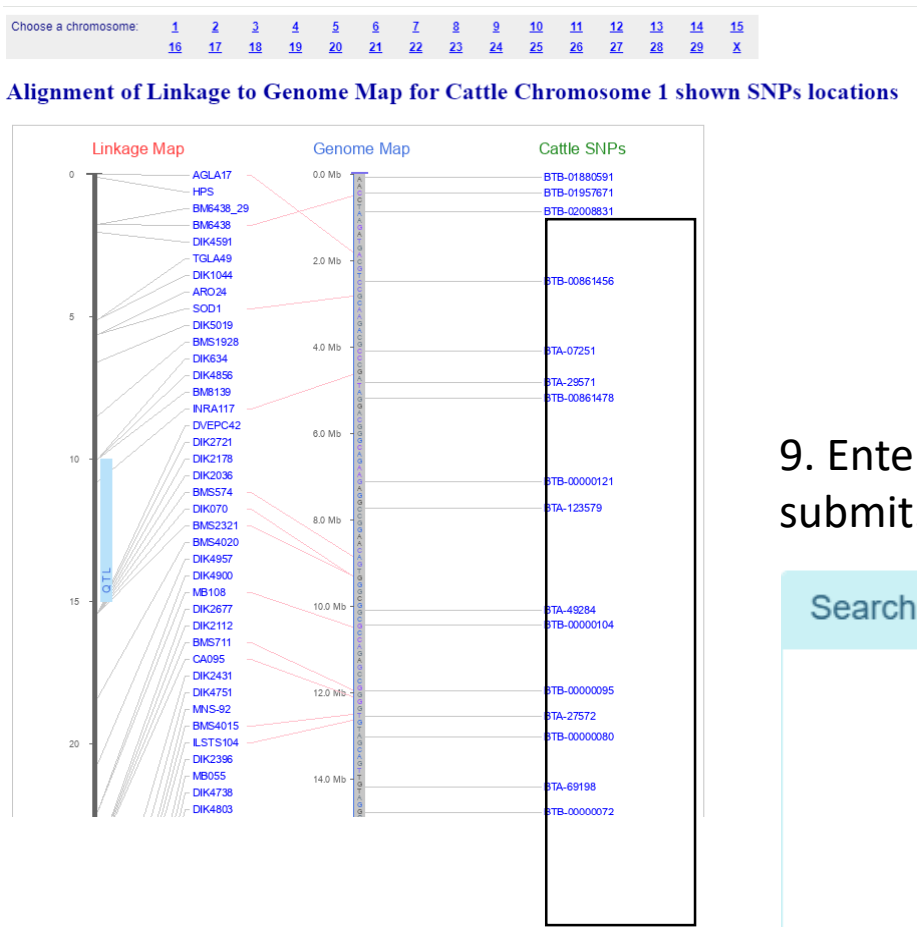 Choose a chromosome: 1 2 3 4 5 6 7 8 9 10 11 12 13 14 15
16 17 18 19 20 21 22 23 24 25 26 27 28 29 X
Alignment of Linkage to Genome Map for Cattle Chromosome 1 shown SNPs locations
Linkage Map
Genome Map
Cattle SNPs
0
5
10
15
20
QTL
AGLA17
HPS
BM6438_29
BM6438
DIK4591
TGLA49
DIK1044
ARO24
SOD1
DIK5019
BMS1928
DIK634
DIK4856
BM8139
INRA117
DVEPC42
DIK2721
DIK2178
DIK2036
BMS574
DIK070
BMS2321
BMS4020
DIK4957
DIK4900
MB108
DIK2677
DIK2112
BMS711
CA095
DIK2431
DIK4751
MNS-92
BMS4015
ILSTS104
DIK2396
MB055
DIK4738
DIK4803
0.0 Mb
2.0 Mb
4.0 Mb
6.0 Mb
8.0 Mb
10.0 Mb
12.0 Mb
14.0 Mb
BTB-01880591
BTB-01957671
BTB-02008831
BTB-00861456
BTA-07251
BTA-29571
BTB-00861478
BTB-00000121
BTA-123579
BTA-49284
BTB-00000104
BTB-00000095
BTA-27572
BTB-00000080
BTA-69198
BTB-00000072
9. Ente
submit
Search